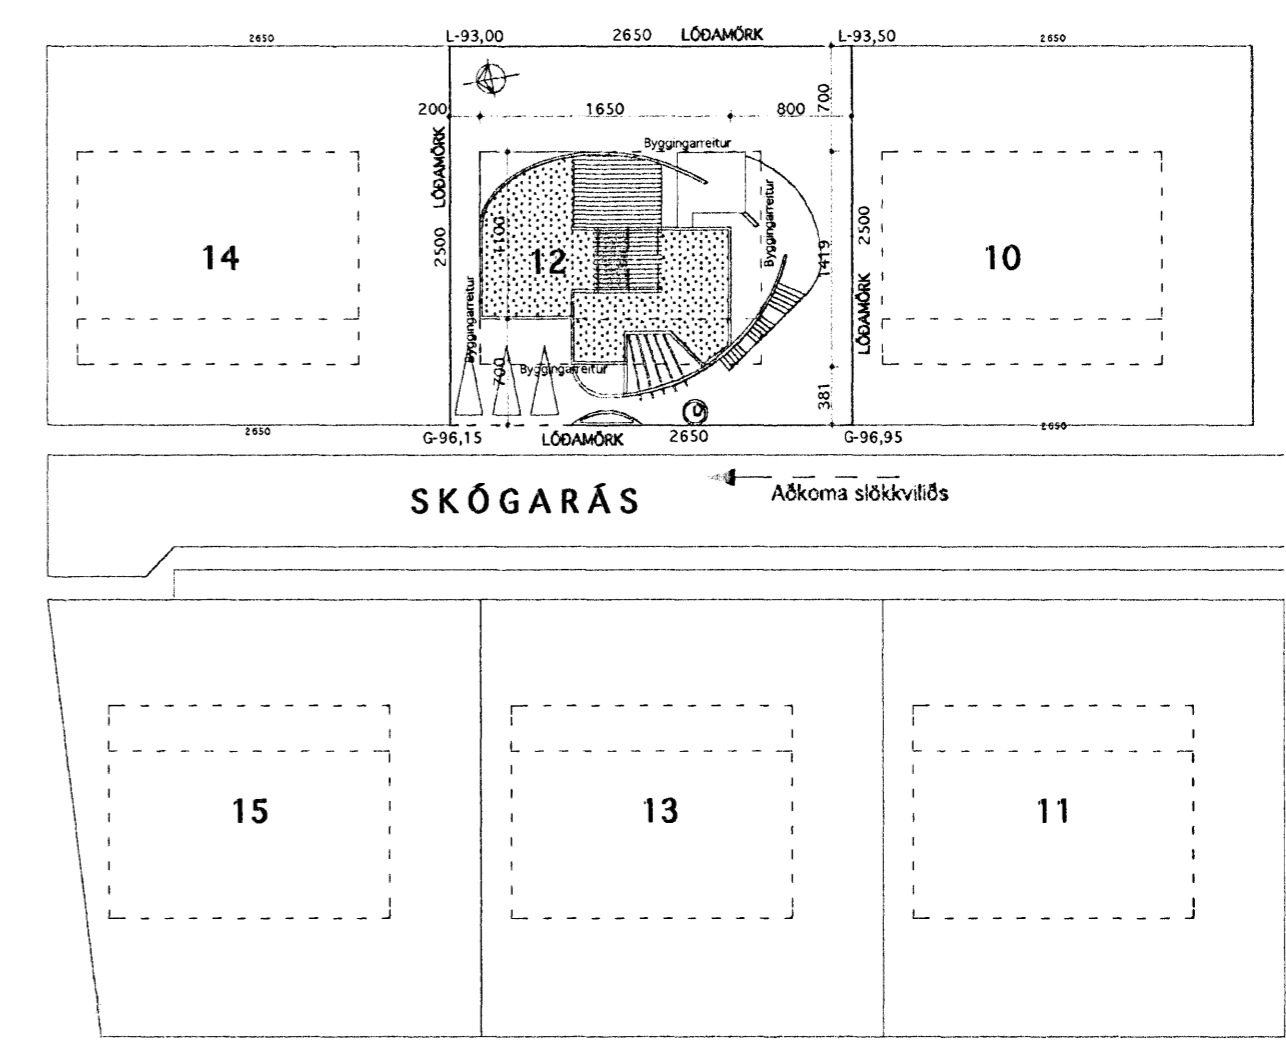 2650
L-93,00
2650
LÓÐAMÖRK
L-93,50
2650
200
1650
800
700
LÓÐAMÖRK
2500
Byggingarreitur
Byggingarreitur
1100
12
14
10
1419
2500
LÓÐAMÖRK
Byggingarreitur
700
Byggingarreitur
381
2650
G-96,15
LÓÐAMÖRK
2650
G-96,95
2650
SKÓGARÁS
Aðkoma slökkviliðs
15
13
11